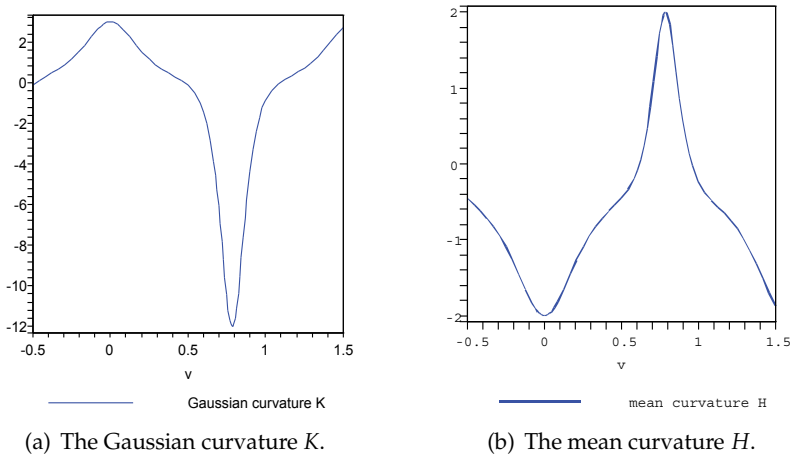 2
0
-2
-4
-6
-8
-10
-12
-0.5 0 0.5 1 1.5
v
Gaussian curvature K
(a) The Gaussian curvature K.
2
1
0
-1
-2
-0.5 0 0.5 1 1.5
v
mean curvature H
(b) The mean curvature H.